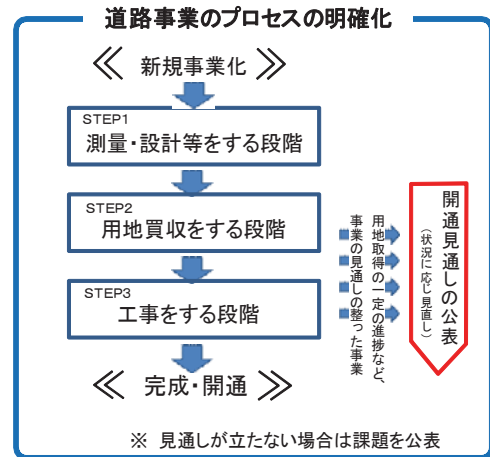 道路事業のプロセスの明確化
≪ 新規事業化 ≫
STEP1
測量・設計等をする段階
STEP2
用地買収をする段階
STEP3
工事をする段階
≪ 完成・開通 ≫
用地取得の一定の進捗など、
事業の見通しの整った事業
開通見通しの公表
(状況に応じ見直し)
※ 見通しが立たない場合は課題を公表